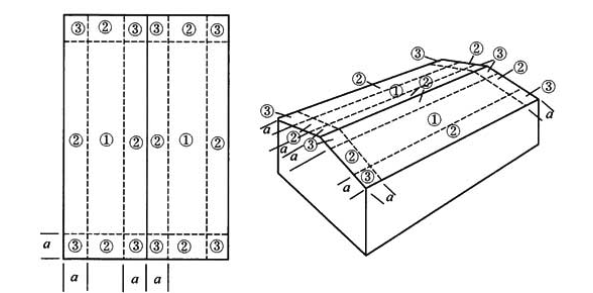 ③ ② ③ ③ ② ③
② ① ② ② ① ②
a ③ ② ③ ③ ② ③
a a a
③ ② ③
② ② ③
① ②
③
a ② ①
a ③ ②
a
② a
a ③ a